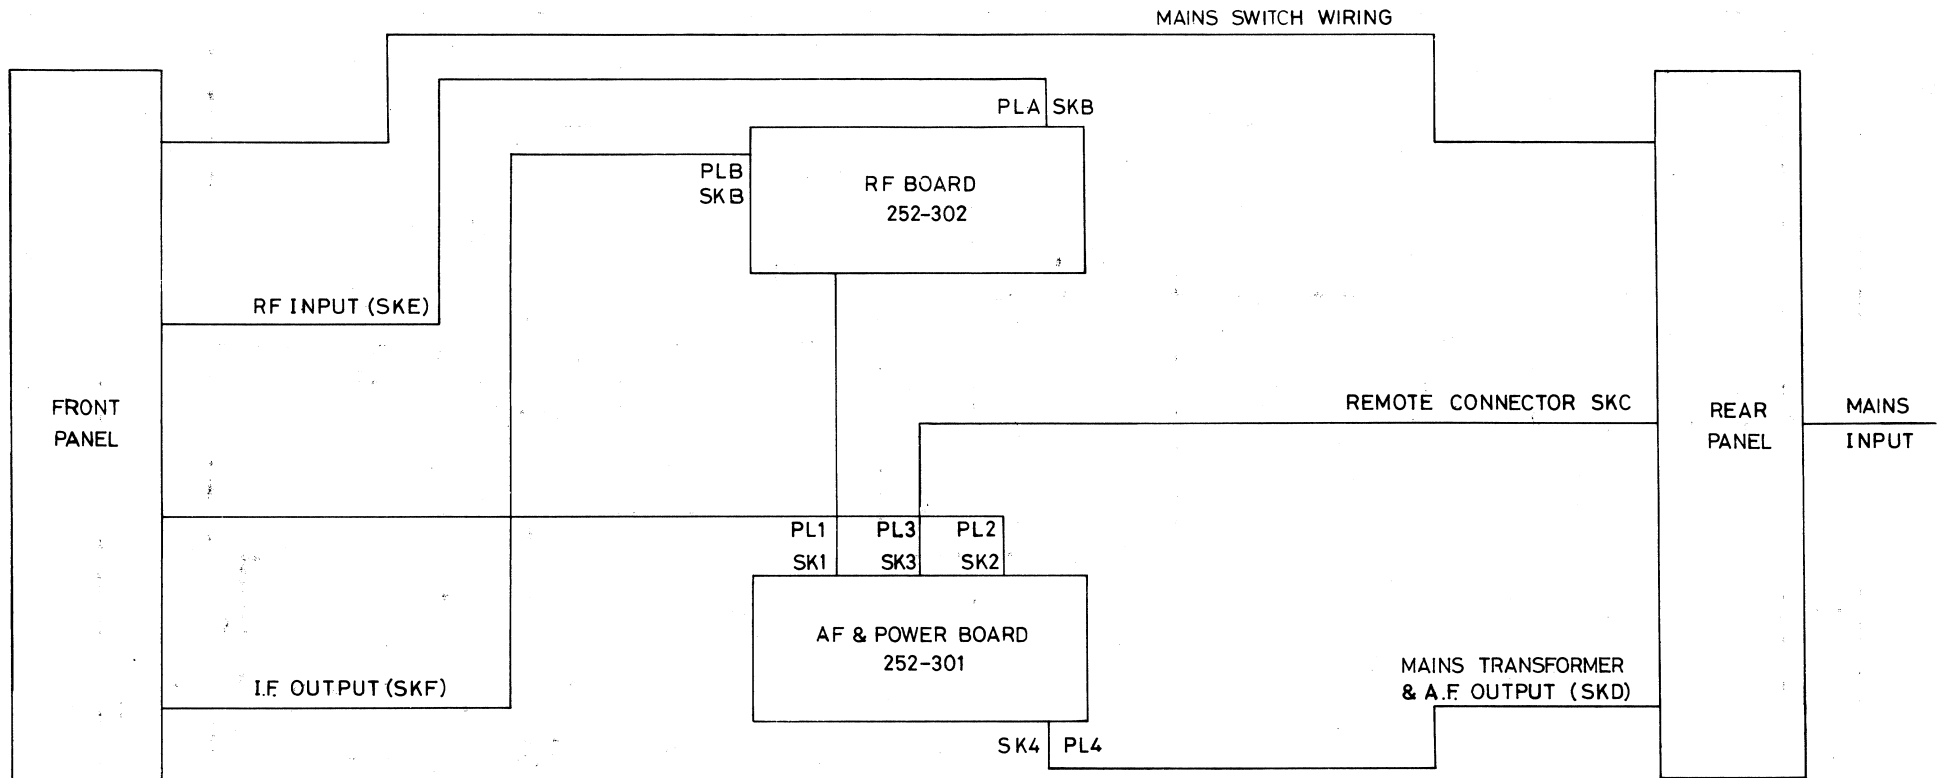 MAINS SWITCH WIRING
PLA SKB
PLB
SKB
RF BOARD
252-302
RF INPUT (SKE)
FRONT
PANEL
REMOTE CONNECTOR SKC
REAR
PANEL
MAINS
INPUT
PL1 PL3 PL2
SK1 SK3 SK2
AF & POWER BOARD
252-301
I.F. OUTPUT (SKF)
MAINS TRANSFORMER
& A.F. OUTPUT (SKD)
SK4 PL4